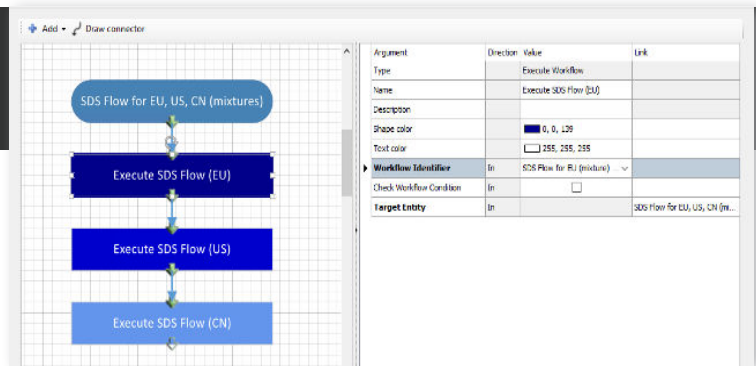 Add Draw connector
SDS Flow for EU, US, CN (mixtures)
Execute SDS Flow (EU)
Execute SDS Flow (US)
Execute SDS Flow (CN)
Argument Direction Value Link
Type Execute Workflow
Name Execute SDS Flow (EU)
Description
Shape color 0, 0, 139
Text color 255, 255, 255
Workflow Identifier In SDS Flow for EU (mixture) ...
Check Workflow Condition In
Target Entity In SDS Flow for EU, US, CN (mi...